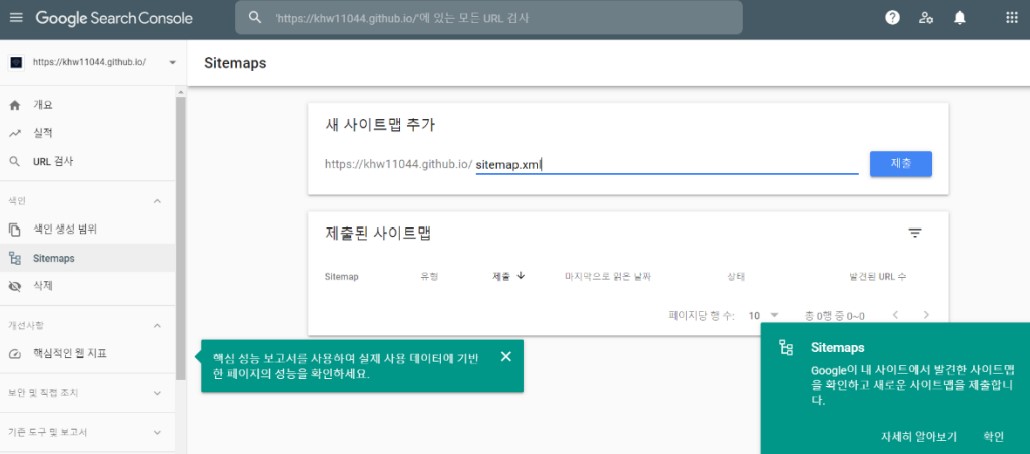 Google Search Console
'https://khw11044.github.io/'에 있는 모든 URL 검사
https://khw11044.github.io/
개요
실적
URL 검사
색인
색인 생성 범위
Sitemaps
삭제
개선사항
핵심적인 웹 지표
보안 및 직접 조치
기존 도구 및 보고서
Sitemaps
새 사이트맵 추가
https://khw11044.github.io/ sitemap.xml
제출
제출된 사이트맵
Sitemap 유형 제출 마지막으로 읽은 날짜 상태 발견된 URL 수
페이지당 행 수: 10 총 0행 중 0~0
핵심 성능 보고서를 사용하여 실제 사용 데이터에 기반
한 페이지의 성능을 확인하세요.
Sitemaps
Google이 내 사이트에서 발견한 사이트맵
을 확인하고 새로운 사이트맵을 제출합니
다.
자세히 알아보기 확인